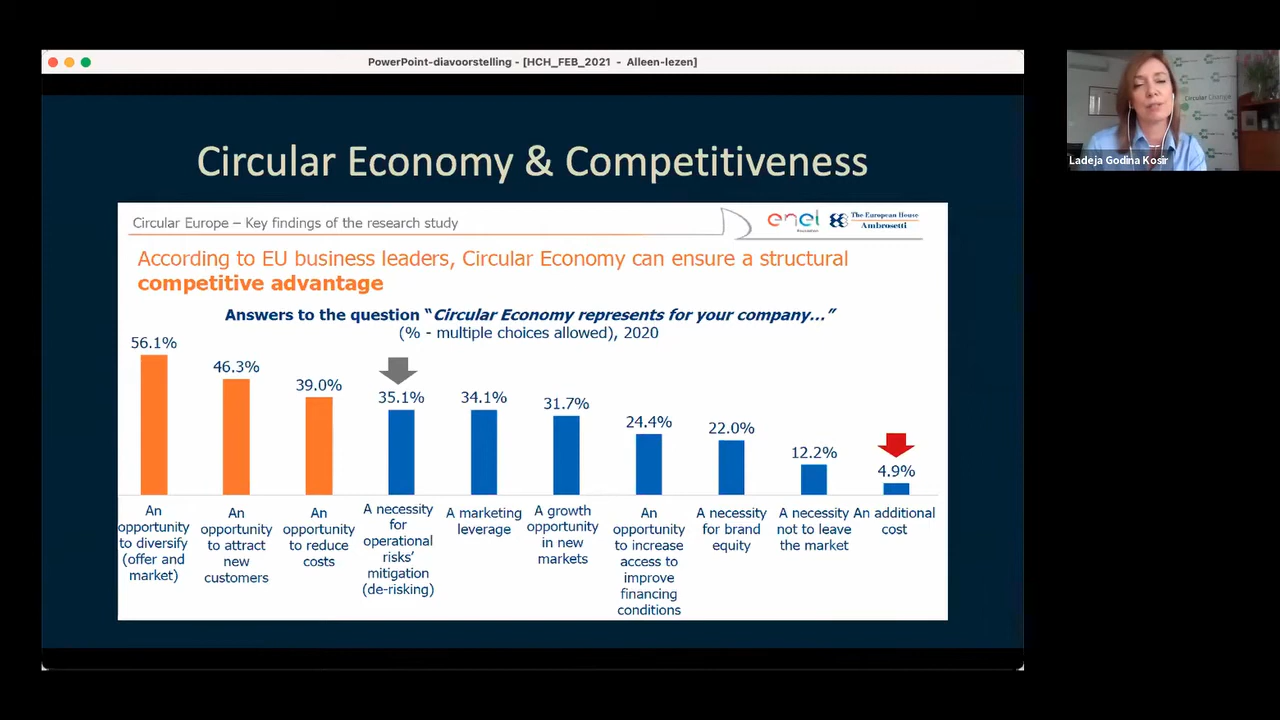 PowerPoint-diavoorstelling - [HCH_FEB_2021 - Alleen-lezen]
Circular Economy & Competitiveness
Circular Europe – Key findings of the research study
enel
Foundation
The European House
Ambrosetti
According to EU business leaders, Circular Economy can ensure a structural
competitive advantage
Answers to the question “Circular Economy represents for your company...”
(% - multiple choices allowed), 2020
56.1%
46.3%
39.0%
35.1%
34.1%
31.7%
24.4%
22.0%
12.2%
4.9%
An
opportunity
to diversify
(offer and
market)
An
opportunity
to attract
new
customers
An
opportunity
to reduce
costs
A necessity
for
operational
risks’
mitigation
(de-risking)
A marketing
leverage
A growth
opportunity
in new
markets
An
opportunity
to increase
access to
improve
financing
conditions
A necessity
for brand
equity
A necessity
not to leave
the market
An additional
cost
Circular Change
Ladeja Godina Kosir